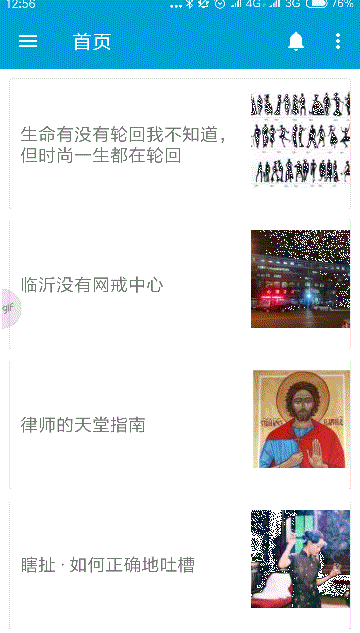 12:56
4G
3G
76%
首页
生命有没有轮回我不知道，
但时尚一生都在轮回
临沂没有网戒中心
gif
律师的天堂指南
瞎扯 · 如何正确地吐槽